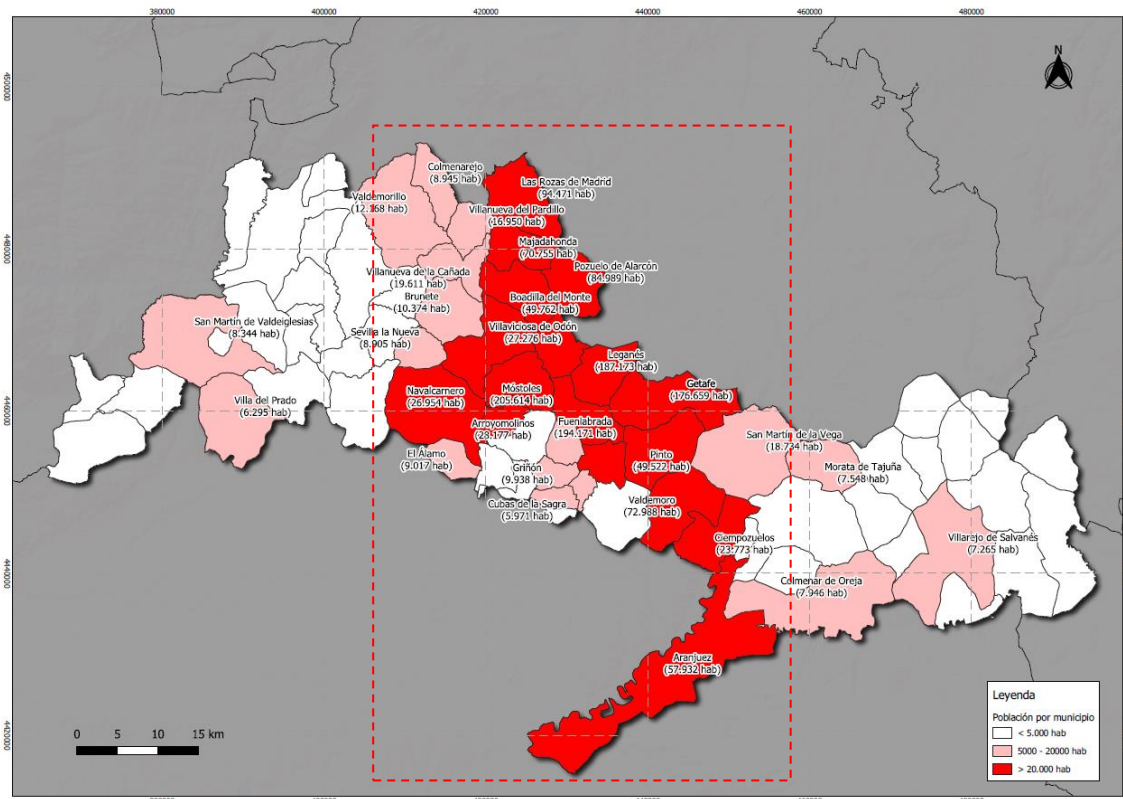 380000
400000
420000
440000
460000
480000
N
4500000
Colmenarejo
(8.945 hab)
Las Rozas de Madrid
(94.471 hab)
Valdemorillo
(12.168 hab)
Villanueva del Pardillo
(16.950 hab)
4480000
Majadahonda
(70.755 hab)
Pozuelo de Alarcón
(84.989 hab)
Villanueva de la Cañada
(19.611 hab)
Brunete
(10.374 hab)
Boadilla del Monte
(49.762 hab)
San Martín de Valdeiglesias
(8.344 hab)
Sevilla la Nueva
(8.905 hab)
Villaviciosa de Odón
(27.276 hab)
Leganés
(187.173 hab)
Getafe
(176.659 hab)
Navalcarnero
(26.954 hab)
Móstoles
(205.614 hab)
Villa del Prado
(6.295 hab)
4460000
Arroyomolinos
(28.177 hab)
Fuenlabrada
(194.171 hab)
San Martín de la Vega
(18.734 hab)
El Álamo
(9.017 hab)
Griñón
(9.938 hab)
Pinto
(49.522 hab)
Morata de Tajuña
(7.548 hab)
Cubas de la Sagra
(5.971 hab)
Valdemoro
(72.988 hab)
Ciempozuelos
(23.773 hab)
Villarejo de Salvanés
(7.265 hab)
4440000
Colmenar de Oreja
(7.946 hab)
Aranjuez
(57.932 hab)
4420000
0 5 10 15 km
Leyenda
Población por municipio
< 5.000 hab
5000 - 20000 hab
> 20.000 hab